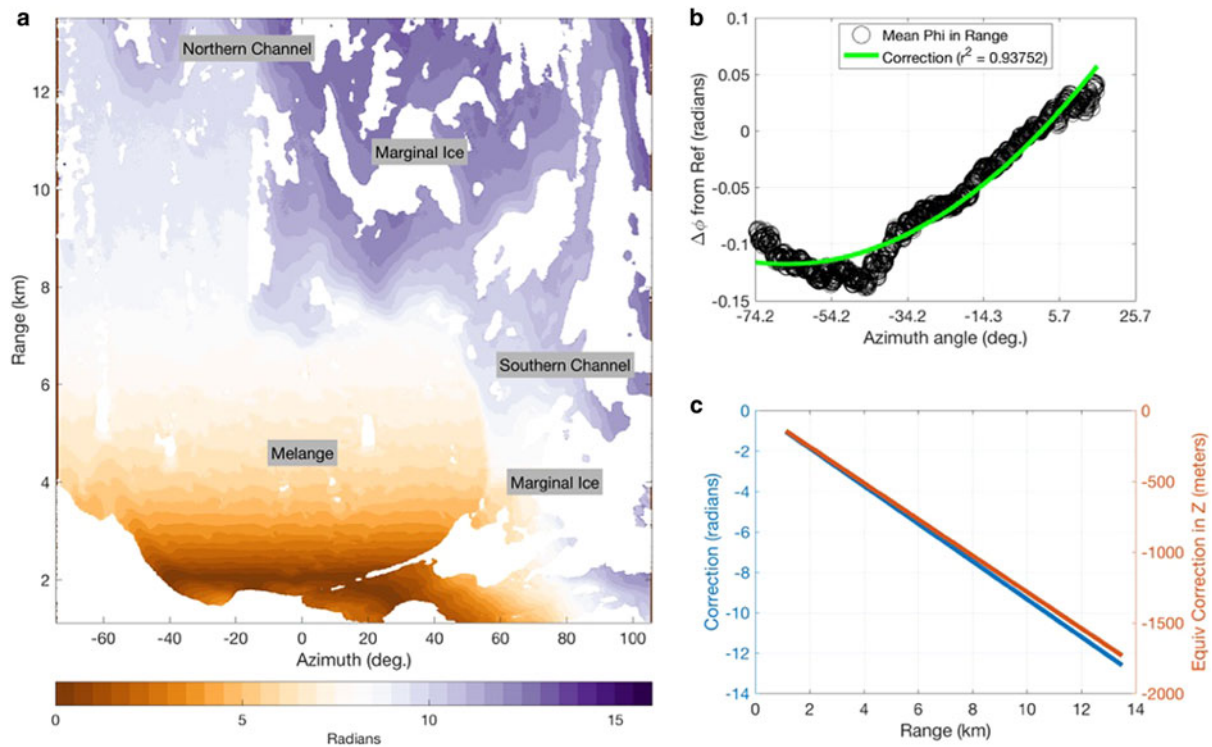 a
Northern Channel
Marginal Ice
Southern Channel
Melange
Marginal Ice
12
10
8
6
4
2
Range (km)
-60 -40 -20 0 20 40 60 80 100
Azimuth (deg.)
0 5 10 15
Radians
b
Mean Phi in Range
Correction (r² = 0.93752)
0.1
0.05
0
-0.05
-0.1
-0.15
Δϕ from Ref (radians)
-74.2 -54.2 -34.2 -14.3 5.7 25.7
Azimuth angle (deg.)
c
0
-2
-4
-6
-8
-10
-12
-14
Correction (radians)
0
-500
-1000
-1500
-2000
Equiv Correction in Z (meters)
0 2 4 6 8 10 12 14
Range (km)